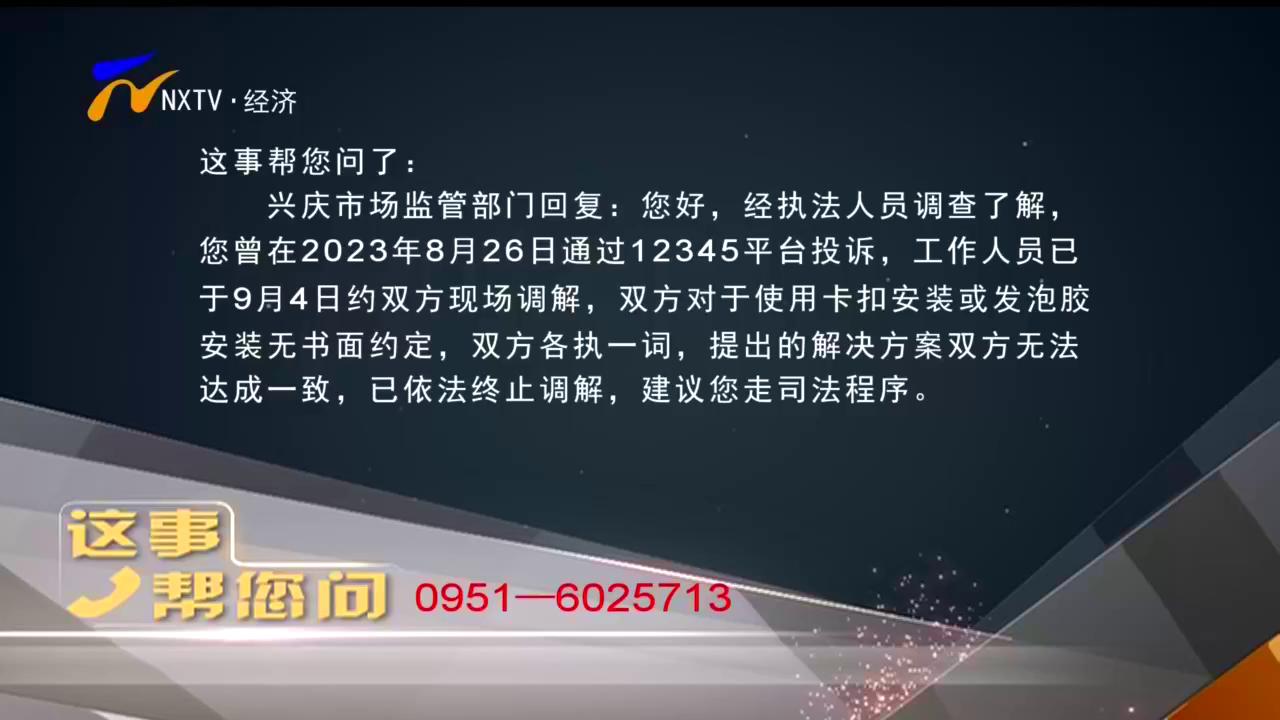 NXTV·经济
这事帮您问了：
兴庆市场监管部门回复：您好，经执法人员调查了解，
您曾在2023年8月26日通过12345平台投诉，工作人员已
于9月4日约双方现场调解，双方对于使用卡扣安装或发泡胶
安装无书面约定，双方各执一词，提出的解决方案双方无法
达成一致，已依法终止调解，建议您走司法程序。
这事
帮您问 0951—6025713